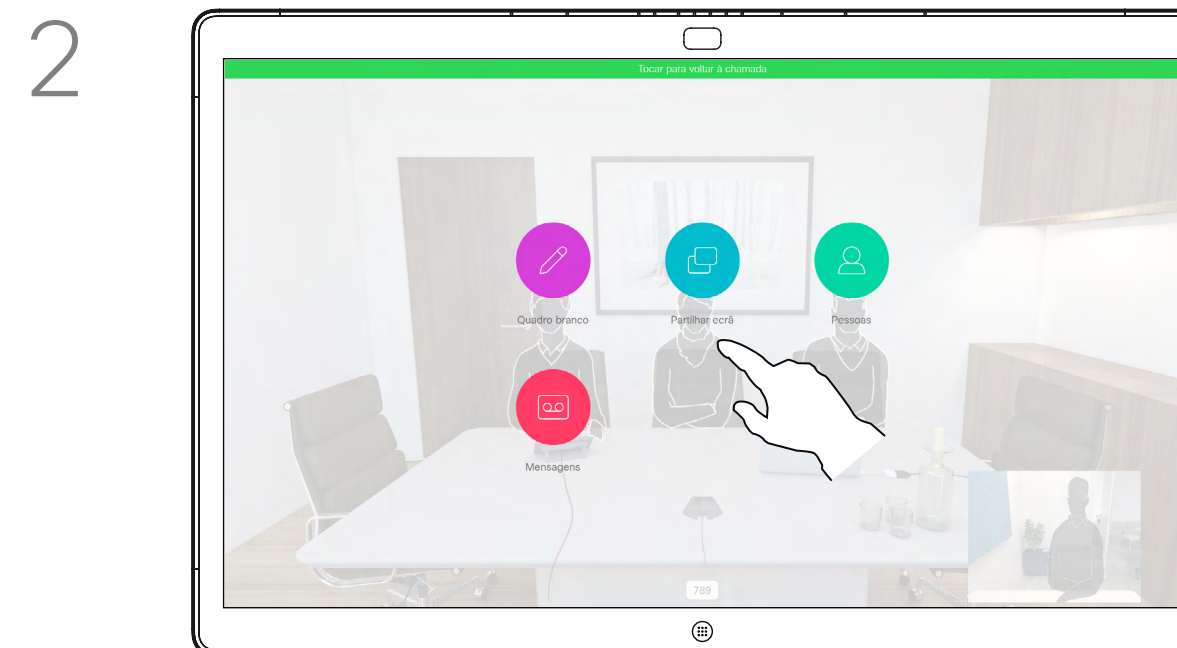 2
Tocar para voltar à chamada
Quadro branco
Partilhar ecrã
Pessoas
Mensagens
789